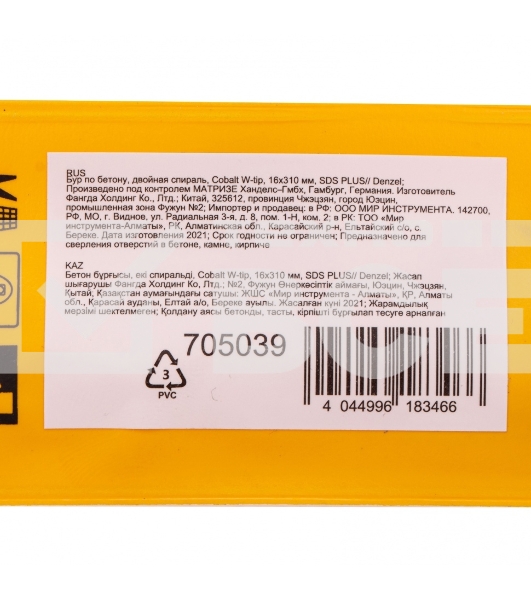 RUS
Бур по бетону, двойная спираль, Cobalt W-tip, 16x310 мм, SDS PLUS// Denzel;
Произведено под контролем МАТРИЗЕ Ханделс-Гмбх, Гамбург, Германия. Изготовитель
Фангда Холдинг Ко., Лтд.; Китай, 325612, провинция Чжэцзян, город Юэцин,
промышленная зона Фужун №2; Импортер и продавец: в РФ: ООО МИР ИНСТРУМЕНТА. 142700,
РФ, МО, г. Виднов, ул. Радиальная 3-я, д. 8, пом. 1-Н, ком. 2; в РК: ТОО «Мир
инструмента-Алматы», РК, Алматинская обл., Карасайский р-н, Ельтайский с/о, с.
Береке. Дата изготовления 2021; Срок годности не ограничен; Предназначено для
сверления отверстий в бетоне, камне, кирпиче
KAZ
Бетон бұрғысы, екі спиральді, Cobalt W-tip, 16x310 мм, SDS PLUS// Denzel; Жасап
шығарушы Фангда Холдинг Ко, Лтд.; №2, Фужун Өнеркәсіптік аймағы, Юэцин, Чжецзян,
Қытай, Қазақстан аумағындағы сатушы: ЖШС «Мир инструмента - Алматы», ҚР, Алматы
обл., Қарасай ауданы, Елтай а/о, Береке ауылы. Жасалған күні 2021; Жарамдылық
мерзімі шектелмеген; Қолдану аясы бетонды, тасты, кірпішті бұрғылап тесуге арналған
705039
3
PVC
4 044996 183466